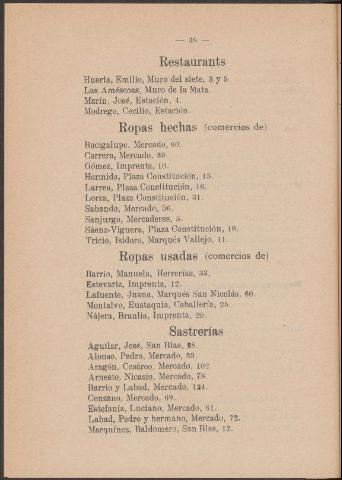 — 38 —
Restaurants
Huerta, Emilio, Muro del siete, 3 y 5.
Las Améscoas, Muro de la Mata.
Marín, José, Estación, 4.
Modrego, Cecilio, Estación.
Ropas hechas (comercios de)
Bacigalupe, Mercado, 60.
Carrera, Mercado, 39.
Gómez, Imprenta, 10.
Hermido, Plaza Constitución, 13.
Larrea, Plaza Constitución, 16.
Lorza, Plaza Constitución, 31.
Sabando, Mercado, 56.
Sanjurgo, Mercaderes, 5.
Sáenz-Viguera, Plaza Constitución, 18.
Tricio, Isidoro, Marqués Vallejo, 11.
Ropas usadas (comercios de)
Barrio, Manuela, Herrerías, 33.
Estevariz, Imprenta, 12.
Lafuente, Juana, Marqués San Nicolás, 60.
Montalvo, Eustaquia, Caballería, 25.
Nájera, Braulia, Imprenta, 20.
Sastrerías
Aguilar, José, San Blas, 18.
Alonso, Pedro, Mercado, 59.
Aragón, Cesáreo, Mercado, 102.
Arnesto, Nicasio, Mercado, 78.
Barrio y Labad, Mercado, 124.
Cenzano, Mercado, 69.
Estefanía, Luciano, Mercado, 61.
Labad, Pedro y hermano, Mercado, 72.
Marquínez, Baldomero, San Blas, 12.